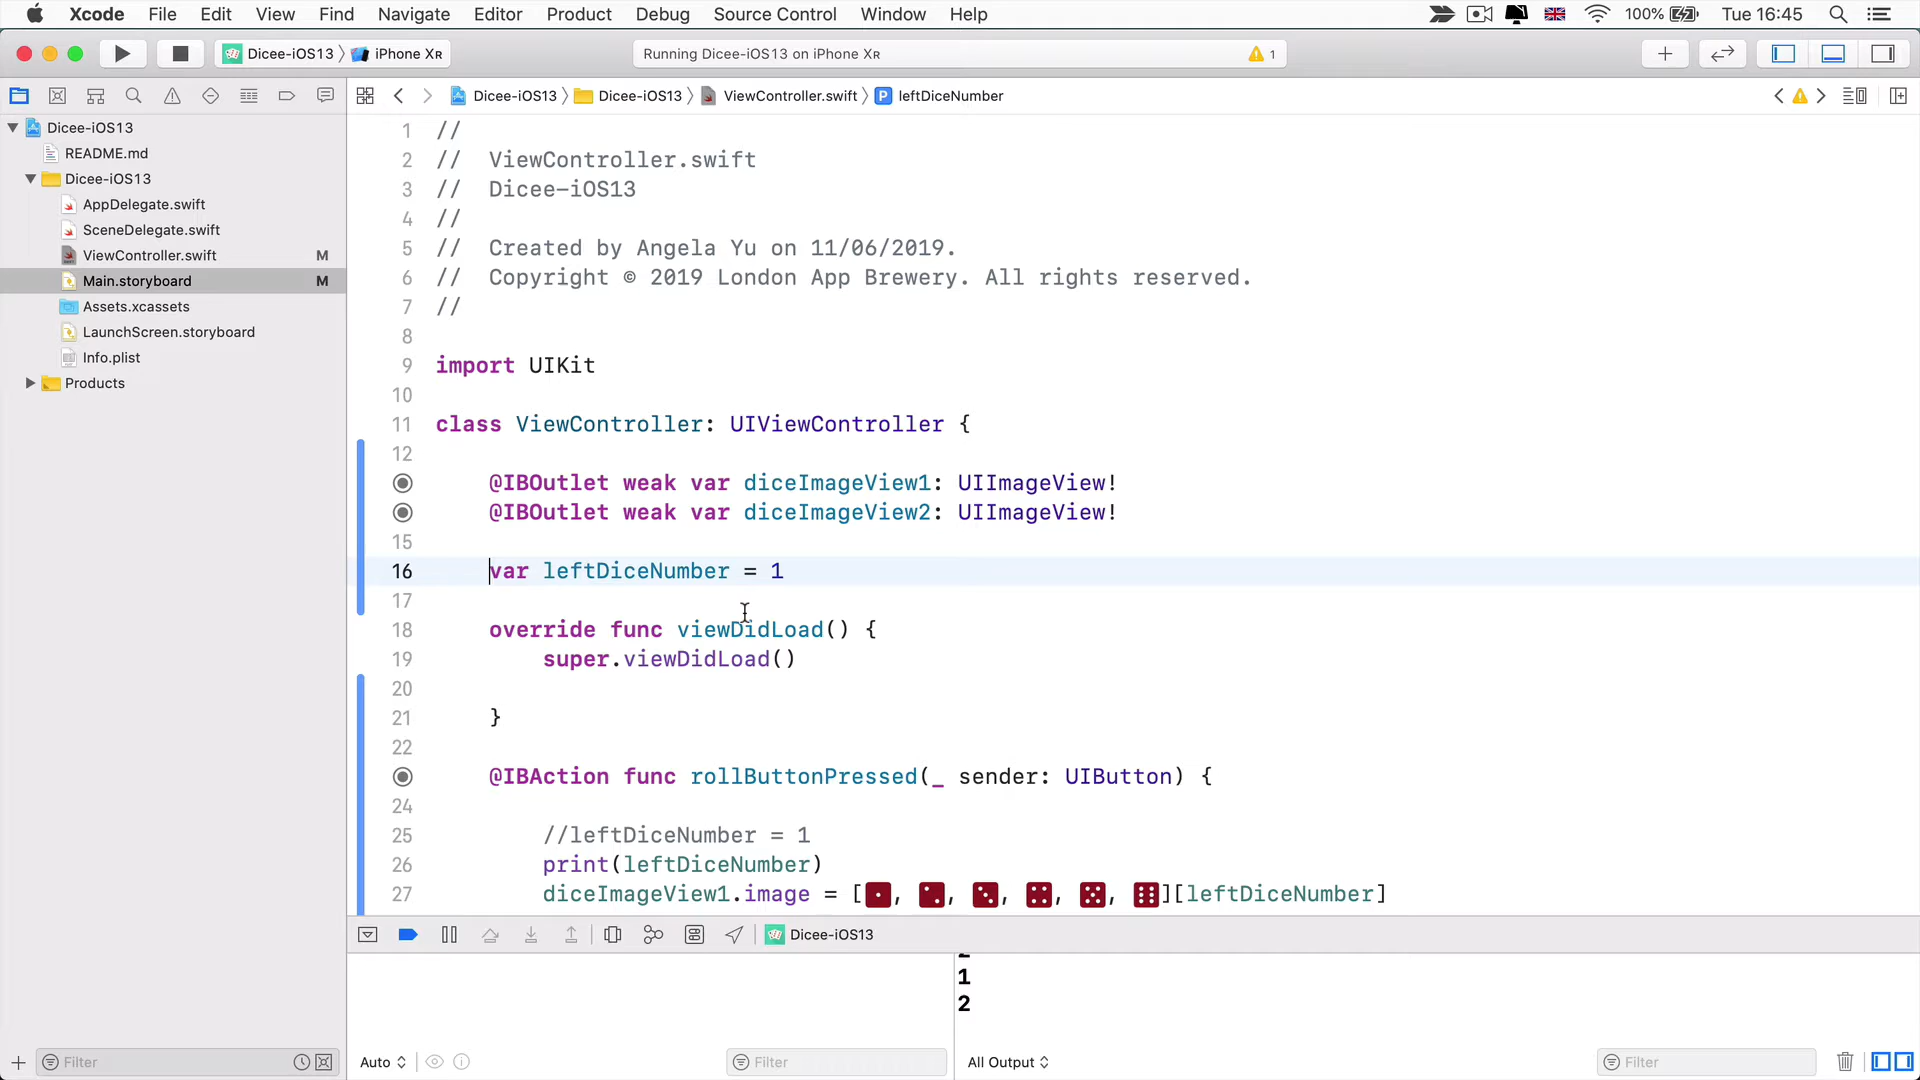 Xcode File Edit View Find Navigate Editor Product Debug Source Control Window Help 100% Tue 16:45
Dicee-iOS13 iPhone XR Running Dicee-iOS13 on iPhone XR 1
Dicee-iOS13 Dicee-iOS13 ViewController.swift P leftDiceNumber
Dicee-iOS13
README.md
Dicee-iOS13
AppDelegate.swift
SceneDelegate.swift
ViewController.swift M
Main.storyboard M
Assets.xcassets
LaunchScreen.storyboard
Info.plist
Products
1 //
2 // ViewController.swift
3 // Dicee-iOS13
4 //
5 // Created by Angela Yu on 11/06/2019.
6 // Copyright © 2019 London App Brewery. All rights reserved.
7 //
8
9 import UIKit
10
11 class ViewController: UIViewController {
12
@IBOutlet weak var diceImageView1: UIImageView!
@IBOutlet weak var diceImageView2: UIImageView!
15
16 var leftDiceNumber = 1
17
18 override func viewDidLoad() {
19 super.viewDidLoad()
20
21 }
22
@IBAction func rollButtonPressed(_ sender: UIButton) {
24
25 //leftDiceNumber = 1
26 print(leftDiceNumber)
27 diceImageView1.image = [, , , , , ][leftDiceNumber]
Dicee-iOS13
1
2
Filter Auto Filter All Output Filter